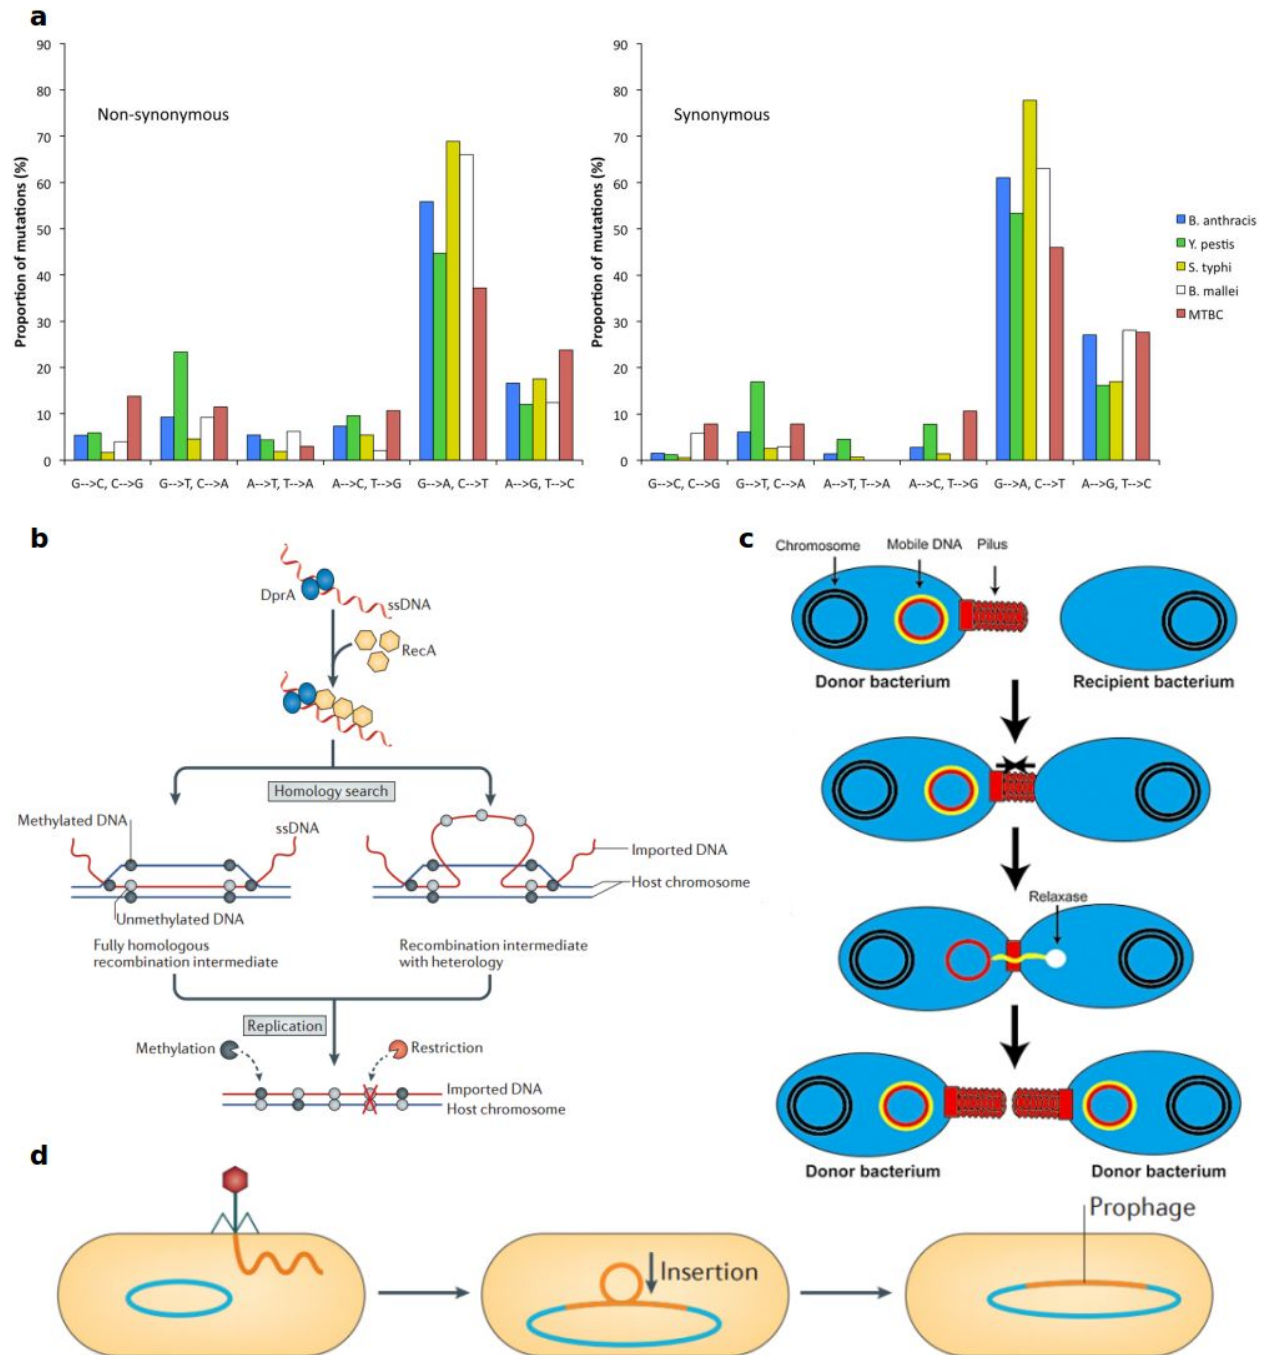 a
90
80
70
60
50
40
30
20
10
0
Proportion of mutations (%)
Non-synonymous
G-->C, C-->G
G-->T, C-->A
A-->T, T-->A
A-->C, T-->G
G-->A, C-->T
A-->G, T-->C
90
80
70
60
50
40
30
20
10
0
Proportion of mutations (%)
Synonymous
G-->C, C-->G
G-->T, C-->A
A-->T, T-->A
A-->C, T-->G
G-->A, C-->T
A-->G, T-->C
B. anthracis
Y. pestis
S. typhi
B. mallei
MTBC
b
DprA
ssDNA
RecA
Homology search
Methylated DNA
ssDNA
Unmethylated DNA
Imported DNA
Host chromosome
Fully homologous
recombination intermediate
Recombination intermediate
with heterology
Replication
Methylation
Restriction
Imported DNA
Host chromosome
c
Chromosome
Mobile DNA
Pilus
Donor bacterium
Recipient bacterium
Relaxase
Donor bacterium
Donor bacterium
d
Insertion
Prophage